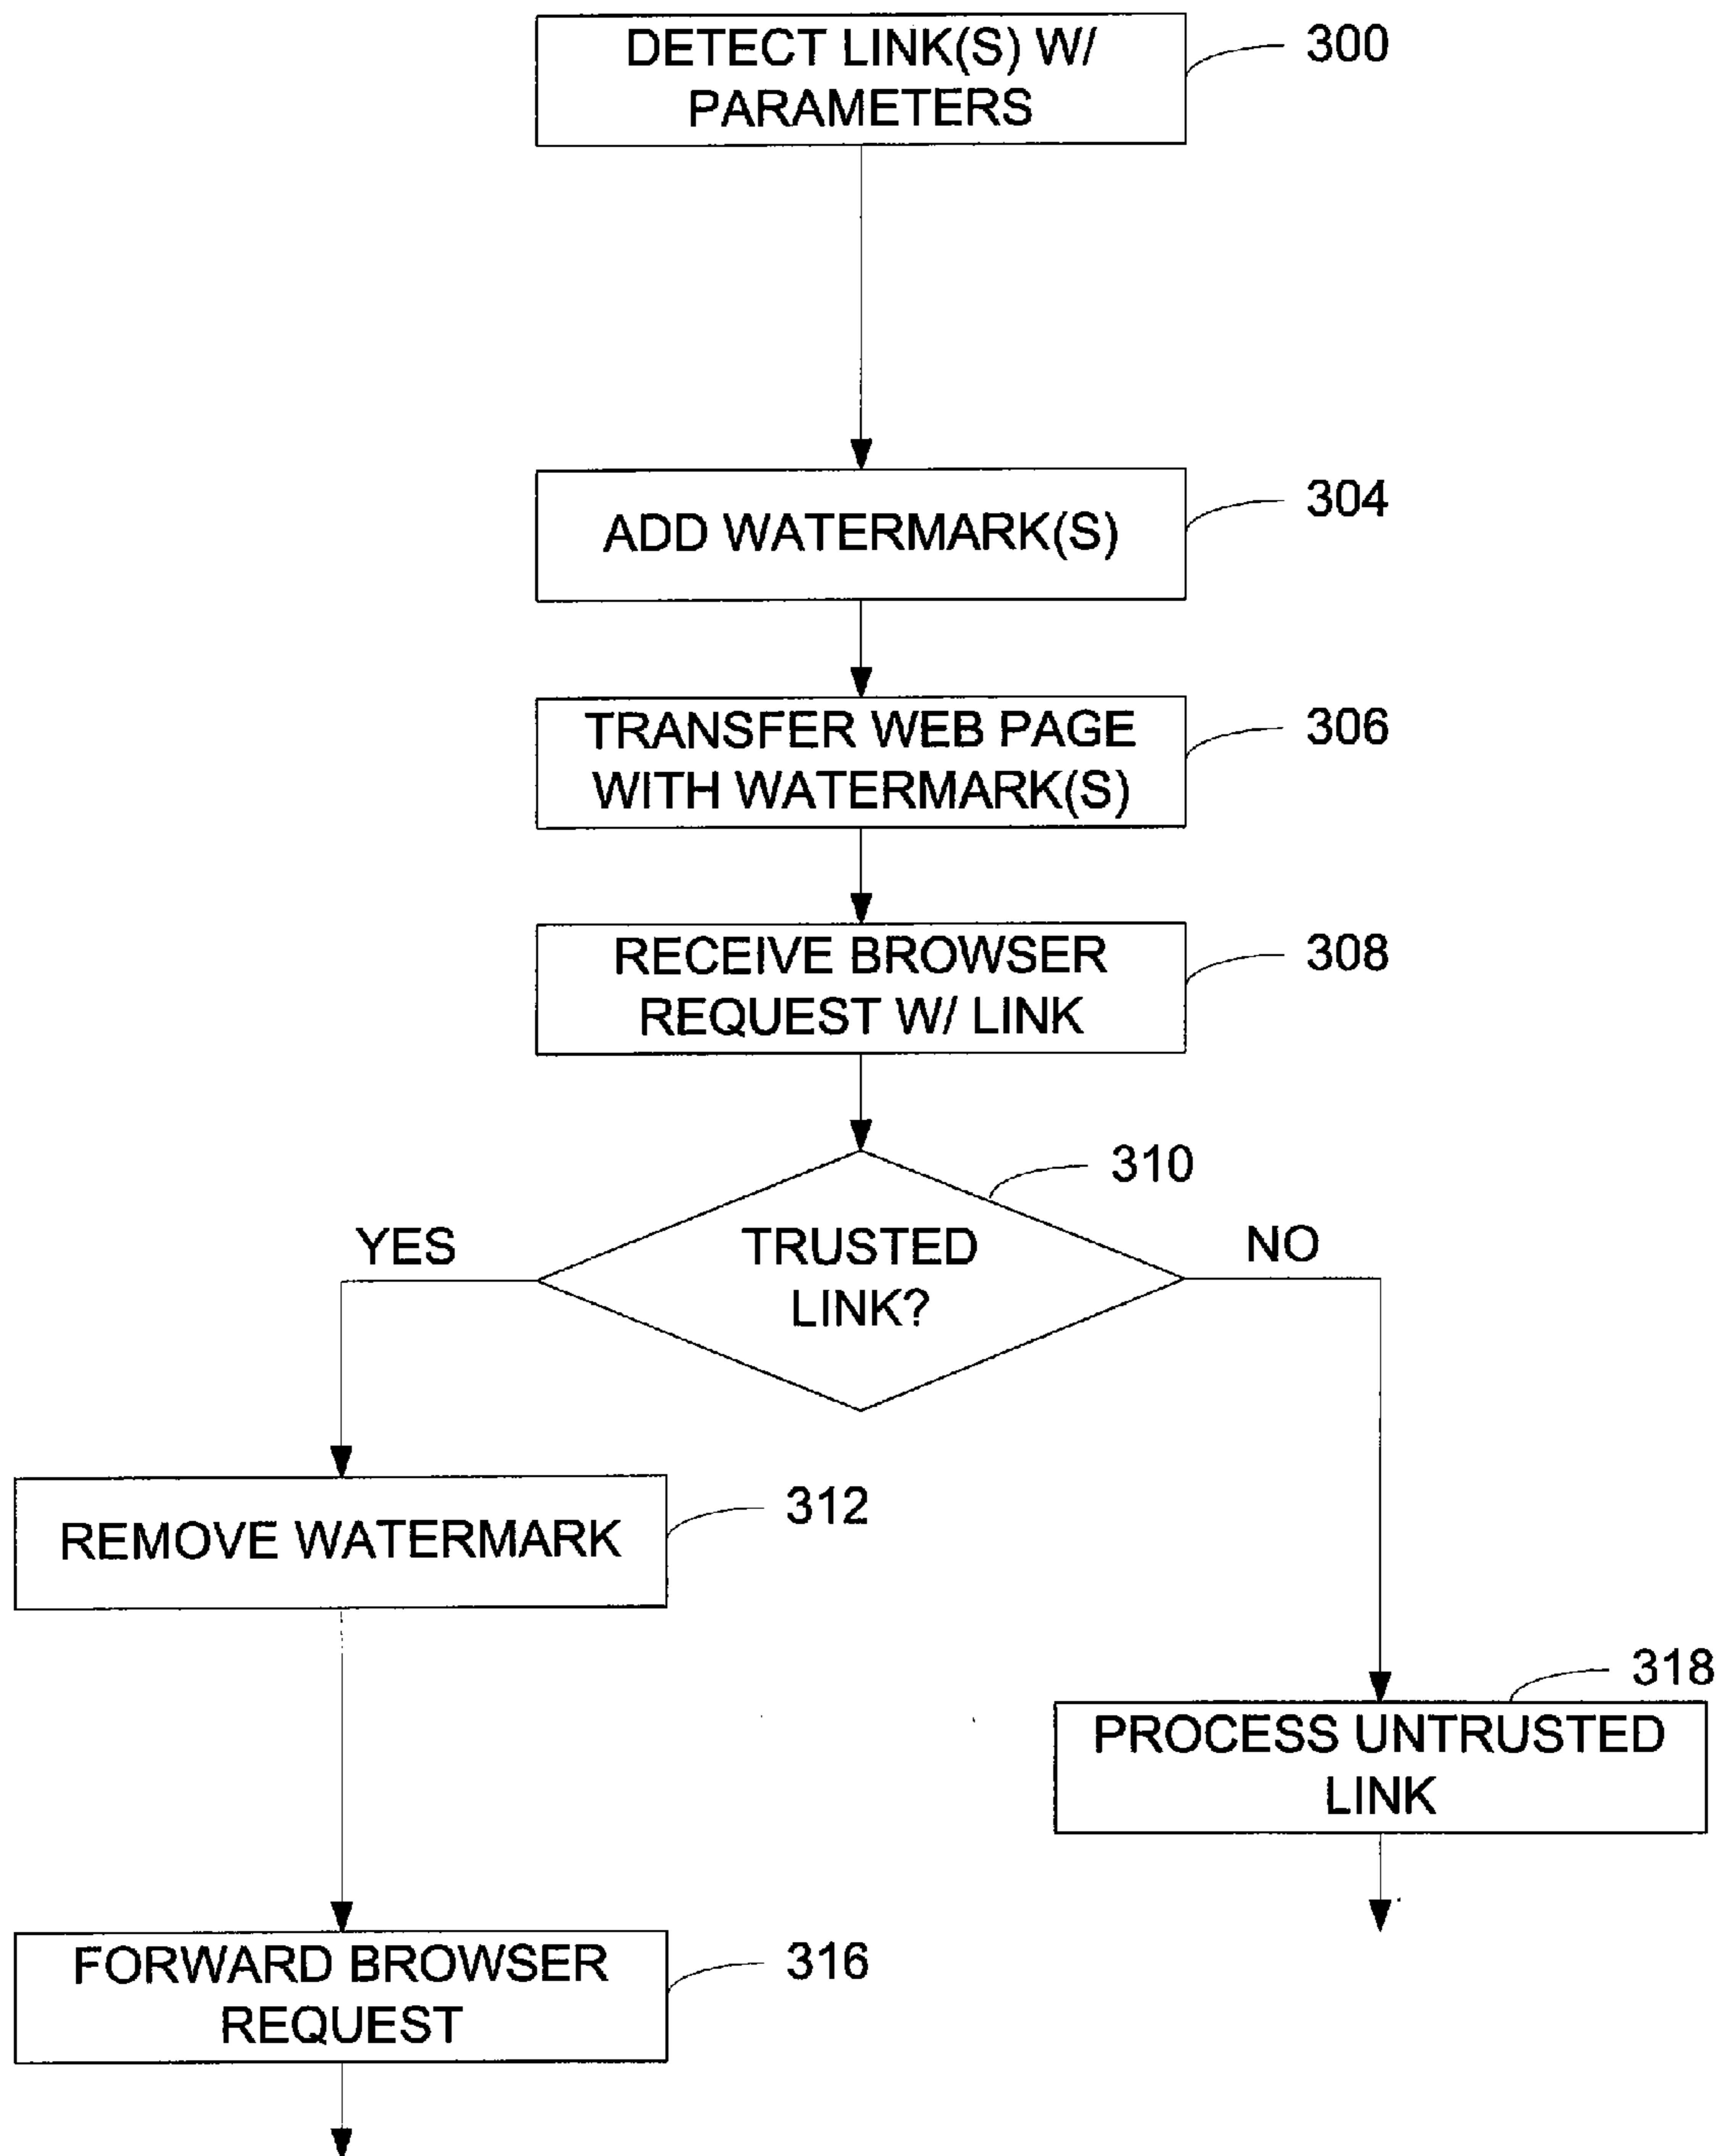 DETECT LINK(S) W/
PARAMETERS
300
ADD WATERMARK(S)
304
TRANSFER WEB PAGE
WITH WATERMARK(S)
306
RECEIVE BROWSER
REQUEST W/ LINK
308
310
YES
TRUSTED
LINK?
NO
REMOVE WATERMARK
312
318
PROCESS UNTRUSTED
LINK
FORWARD BROWSER
REQUEST
316